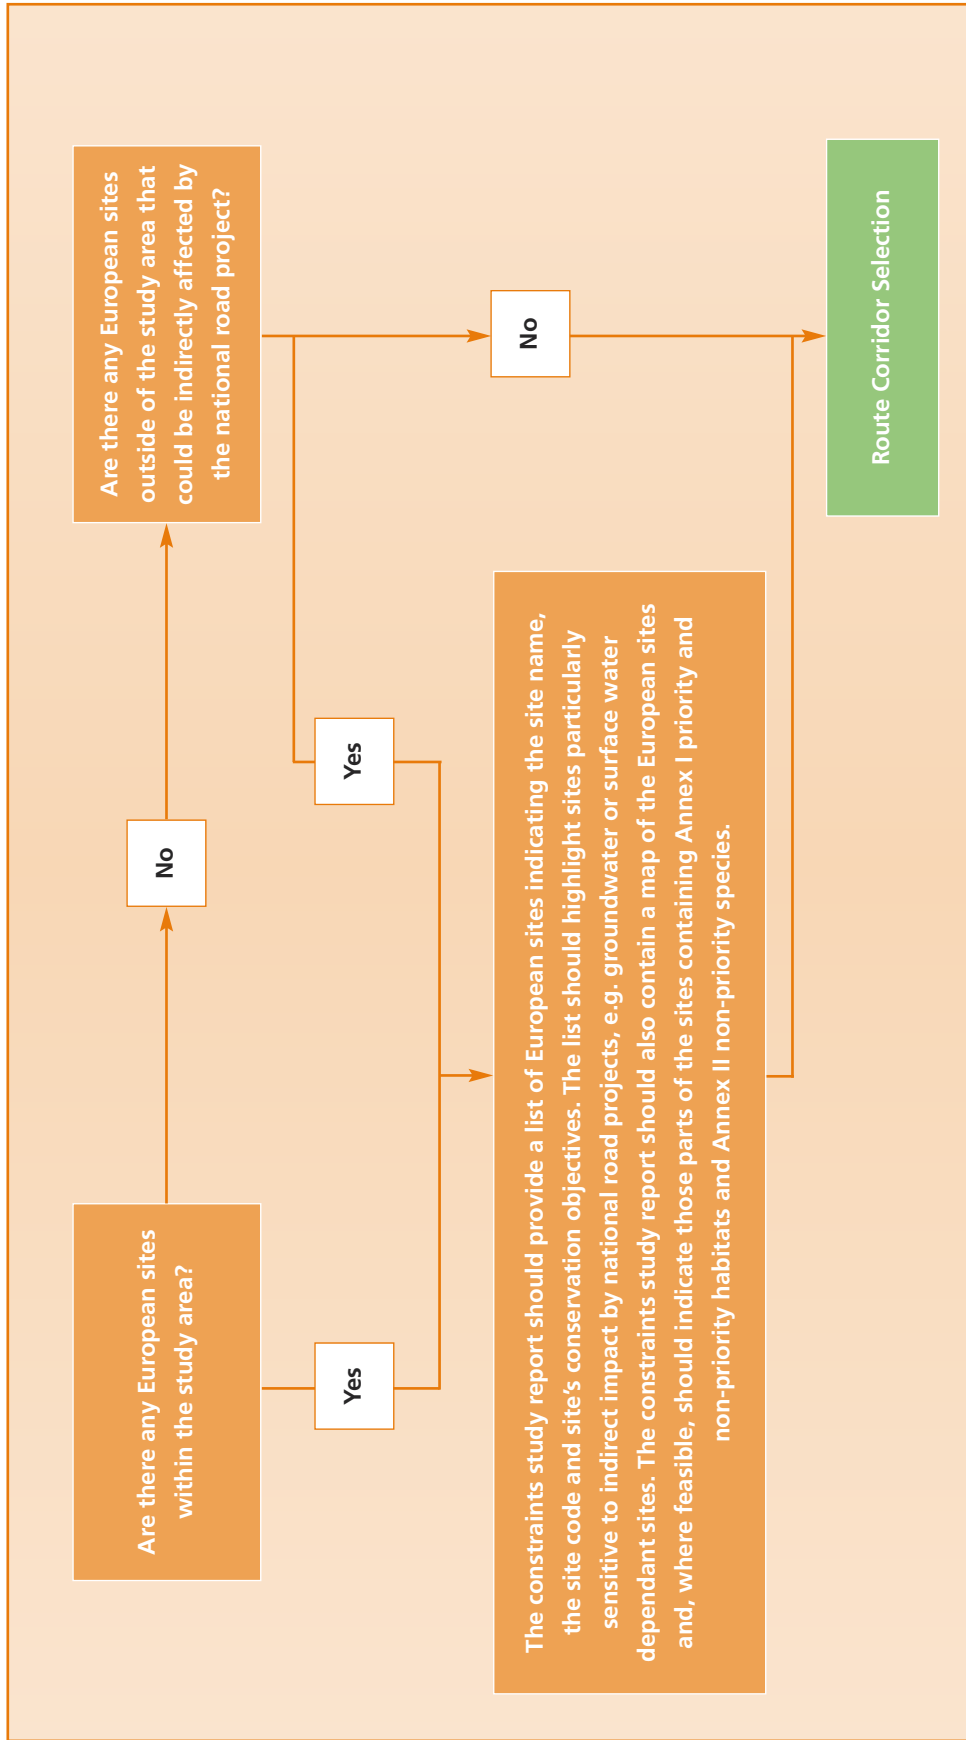 Are there any European sites
within the study area?
No
Are there any European sites
outside of the study area that
could be indirectly affected by
the national road project?
Yes
Yes
No
The constraints study report should provide a list of European sites indicating the site name,
the site code and site’s conservation objectives. The list should highlight sites particularly
sensitive to indirect impact by national road projects, e.g. groundwater or surface water
dependant sites. The constraints study report should also contain a map of the European sites
and, where feasible, should indicate those parts of the sites containing Annex I priority and
non-priority habitats and Annex II non-priority species.
Route Corridor Selection